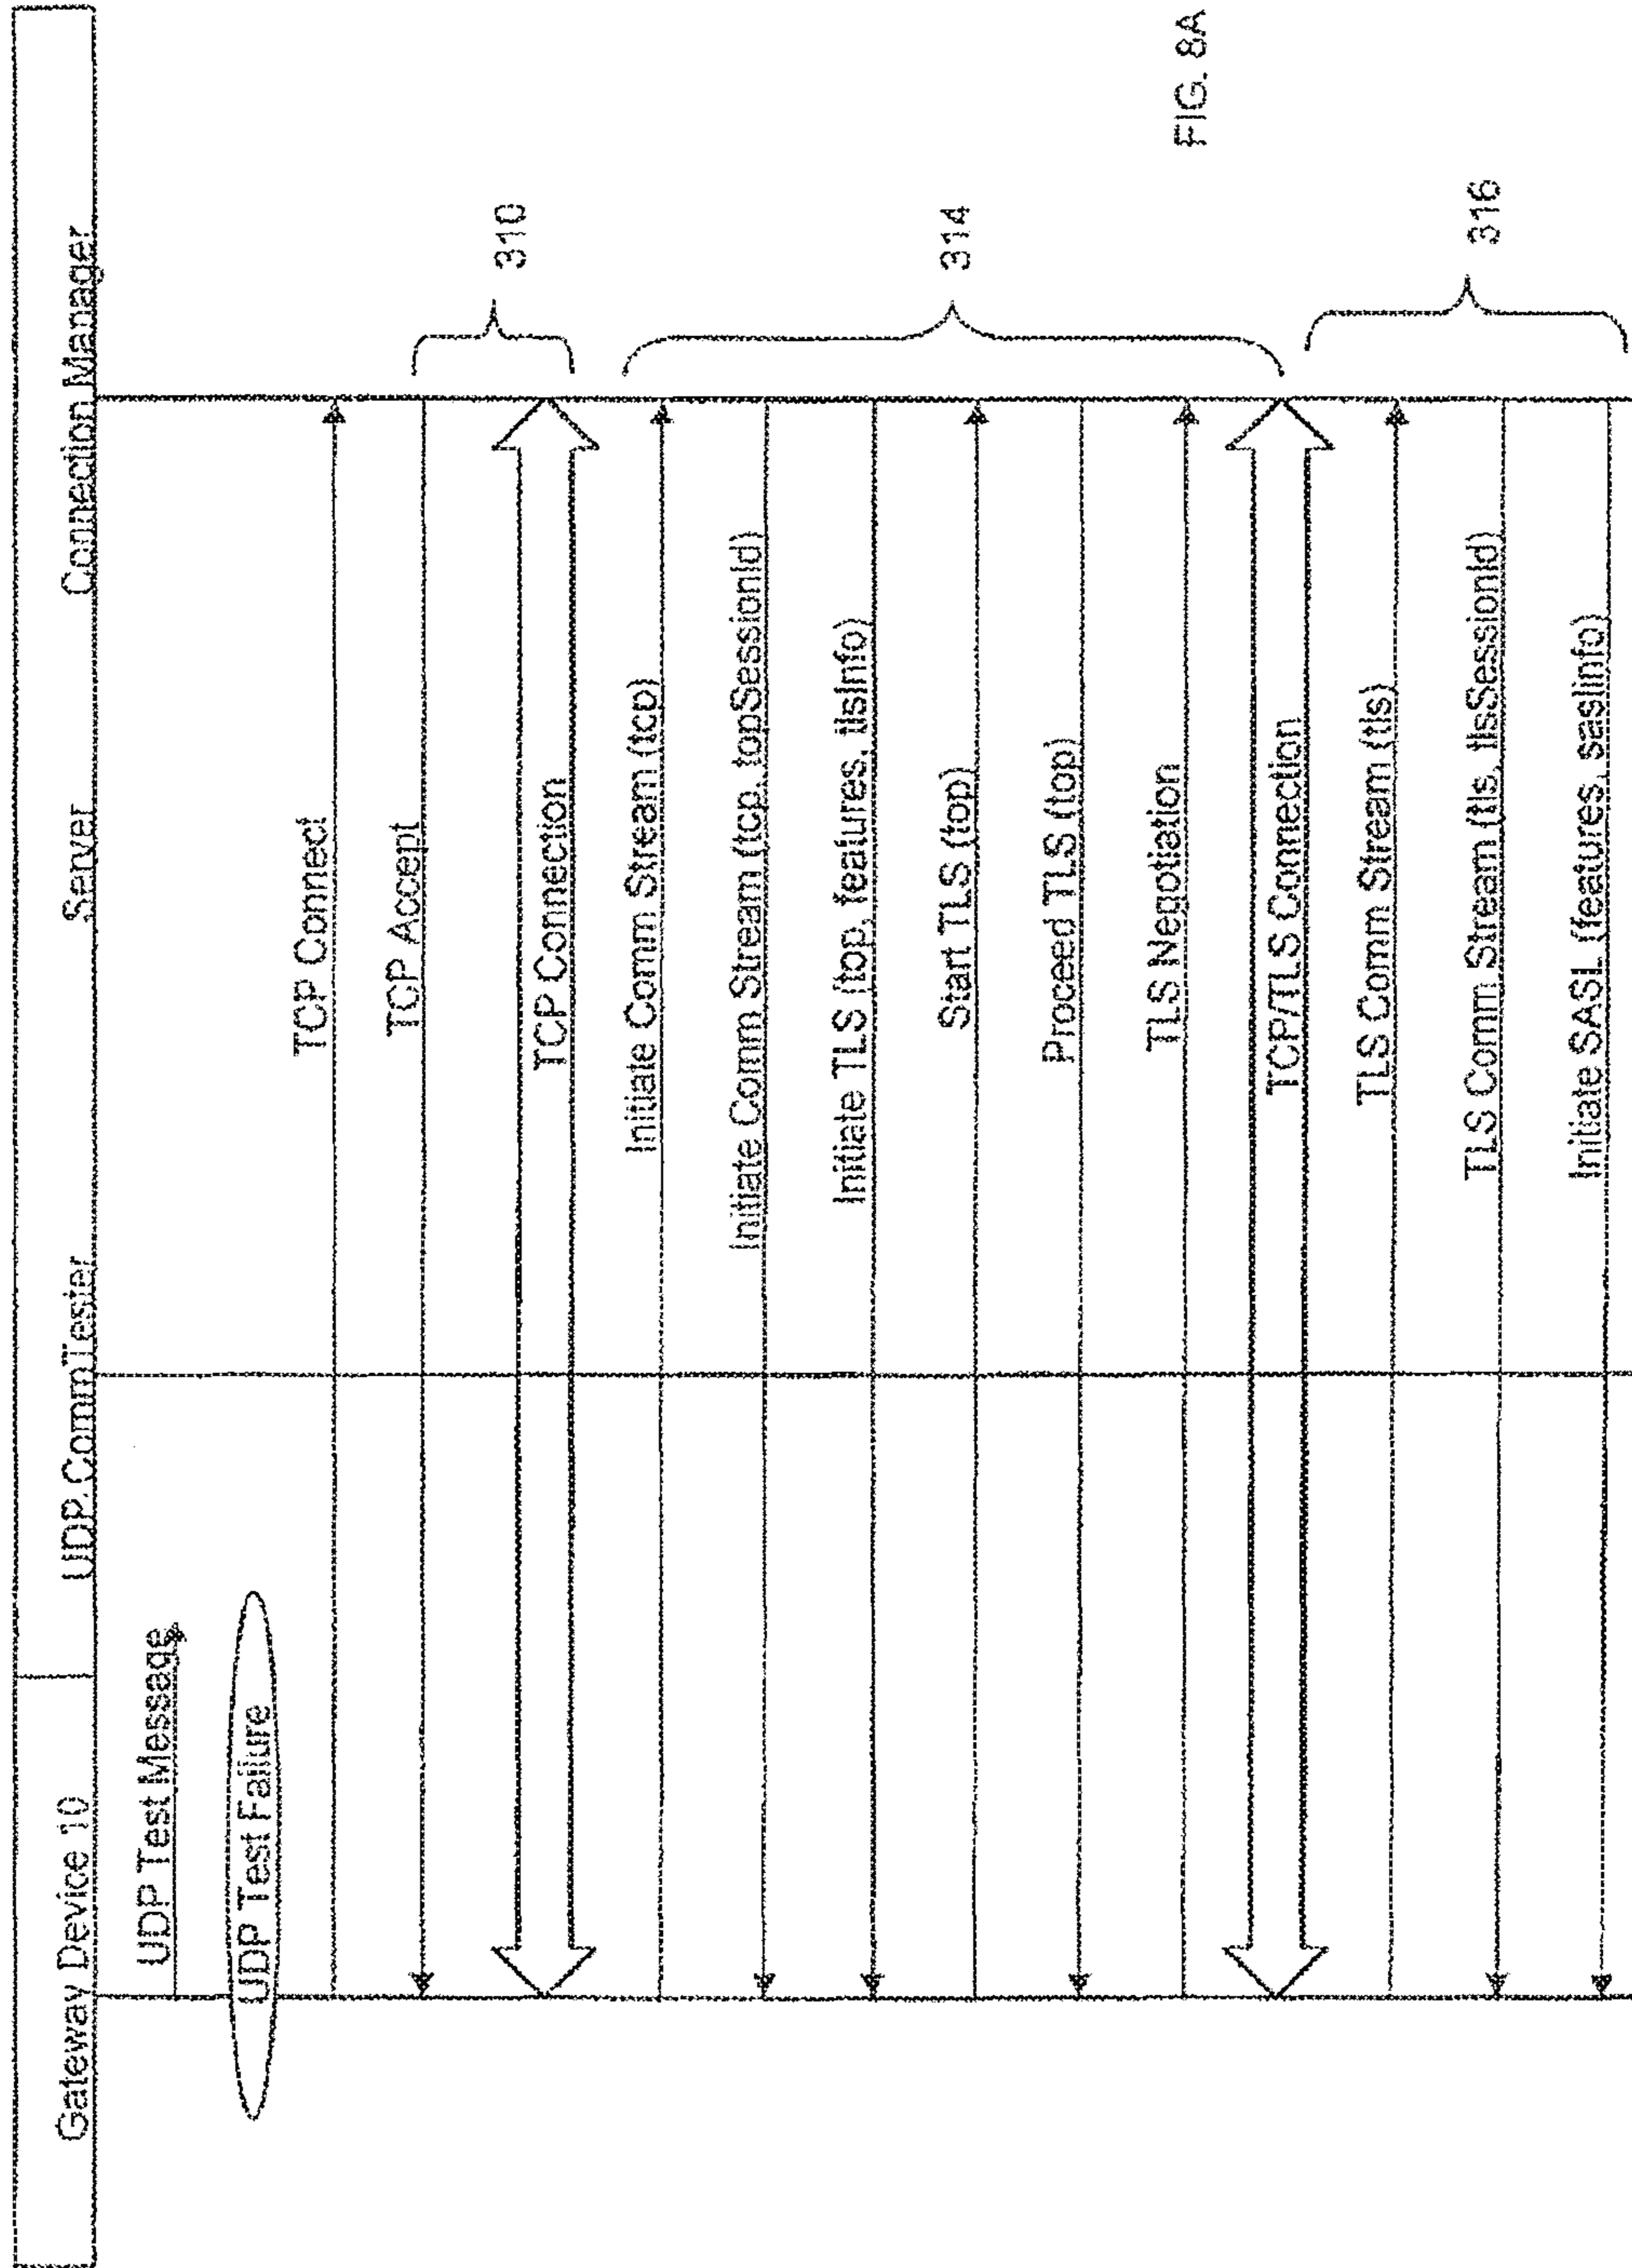 Gateway Device 10
UDP CommTester
Server
Connection Manager
UDP Test Message
UDP Test Failure
TCP Connect
TCP Accept
TCP Connection
310
Initiate Comm Stream (tcp)
Initiate Comm Stream (tcp, tcpSessionId)
Initiate TLS (tcp, features, tlsInfo)
Start TLS (tcp)
Proceed TLS (tcp)
TLS Negotiation
TCP/TLS Connection
314
TLS Comm Stream (tls)
TLS Comm Stream (tls, tlsSessionId)
Initiate SASL (features, saslinfo)
316
FIG. 8A